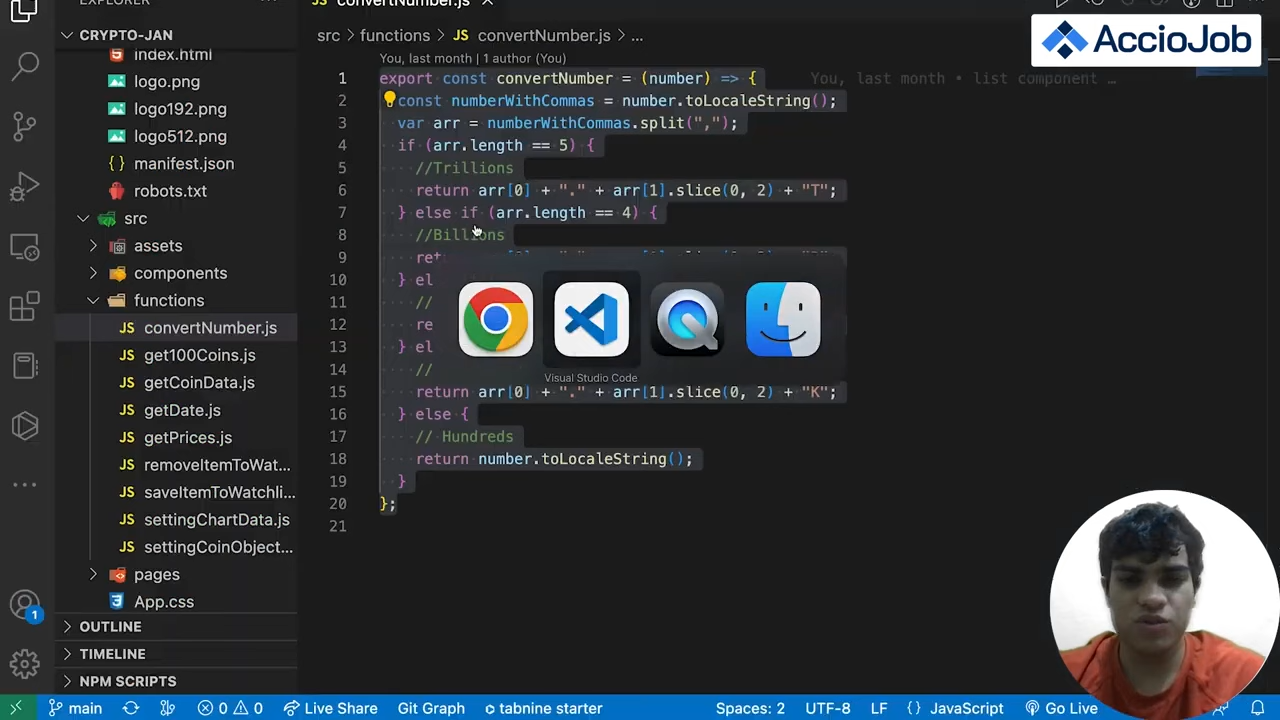 EXPLORER
convertNumber.js
AccioJob
CRYPTO-JAN
index.html
logo.png
logo192.png
logo512.png
manifest.json
robots.txt
src
assets
components
functions
convertNumber.js
get100Coins.js
getCoinData.js
getDate.js
getPrices.js
removeItemToWat...
saveItemToWatchli...
settingChartData.js
settingCoinObject...
pages
App.css
OUTLINE
TIMELINE
NPM SCRIPTS
src > functions > JS convertNumber.js > ...
You, last month | 1 author (You)
1 export const convertNumber = (number) => { You, last month • list component …
2 const numberWithCommas = number.toLocaleString();
3 var arr = numberWithCommas.split(",");
4 if (arr.length == 5) {
5 //Trillions
6 return arr[0] + "." + arr[1].slice(0, 2) + "T";
7 } else if (arr.length == 4) {
8 //Billions
9 ret
10 } el
11 //
12 re
13 } el
14 //
15 return arr[0] + "." + arr[1].slice(0, 2) + "K";
16 } else {
17 // Hundreds
18 return number.toLocaleString();
19 }
20 };
21
Visual Studio Code
1
main 0 0 Live Share Git Graph tabnine starter Spaces: 2 UTF-8 LF {} JavaScript Go Live